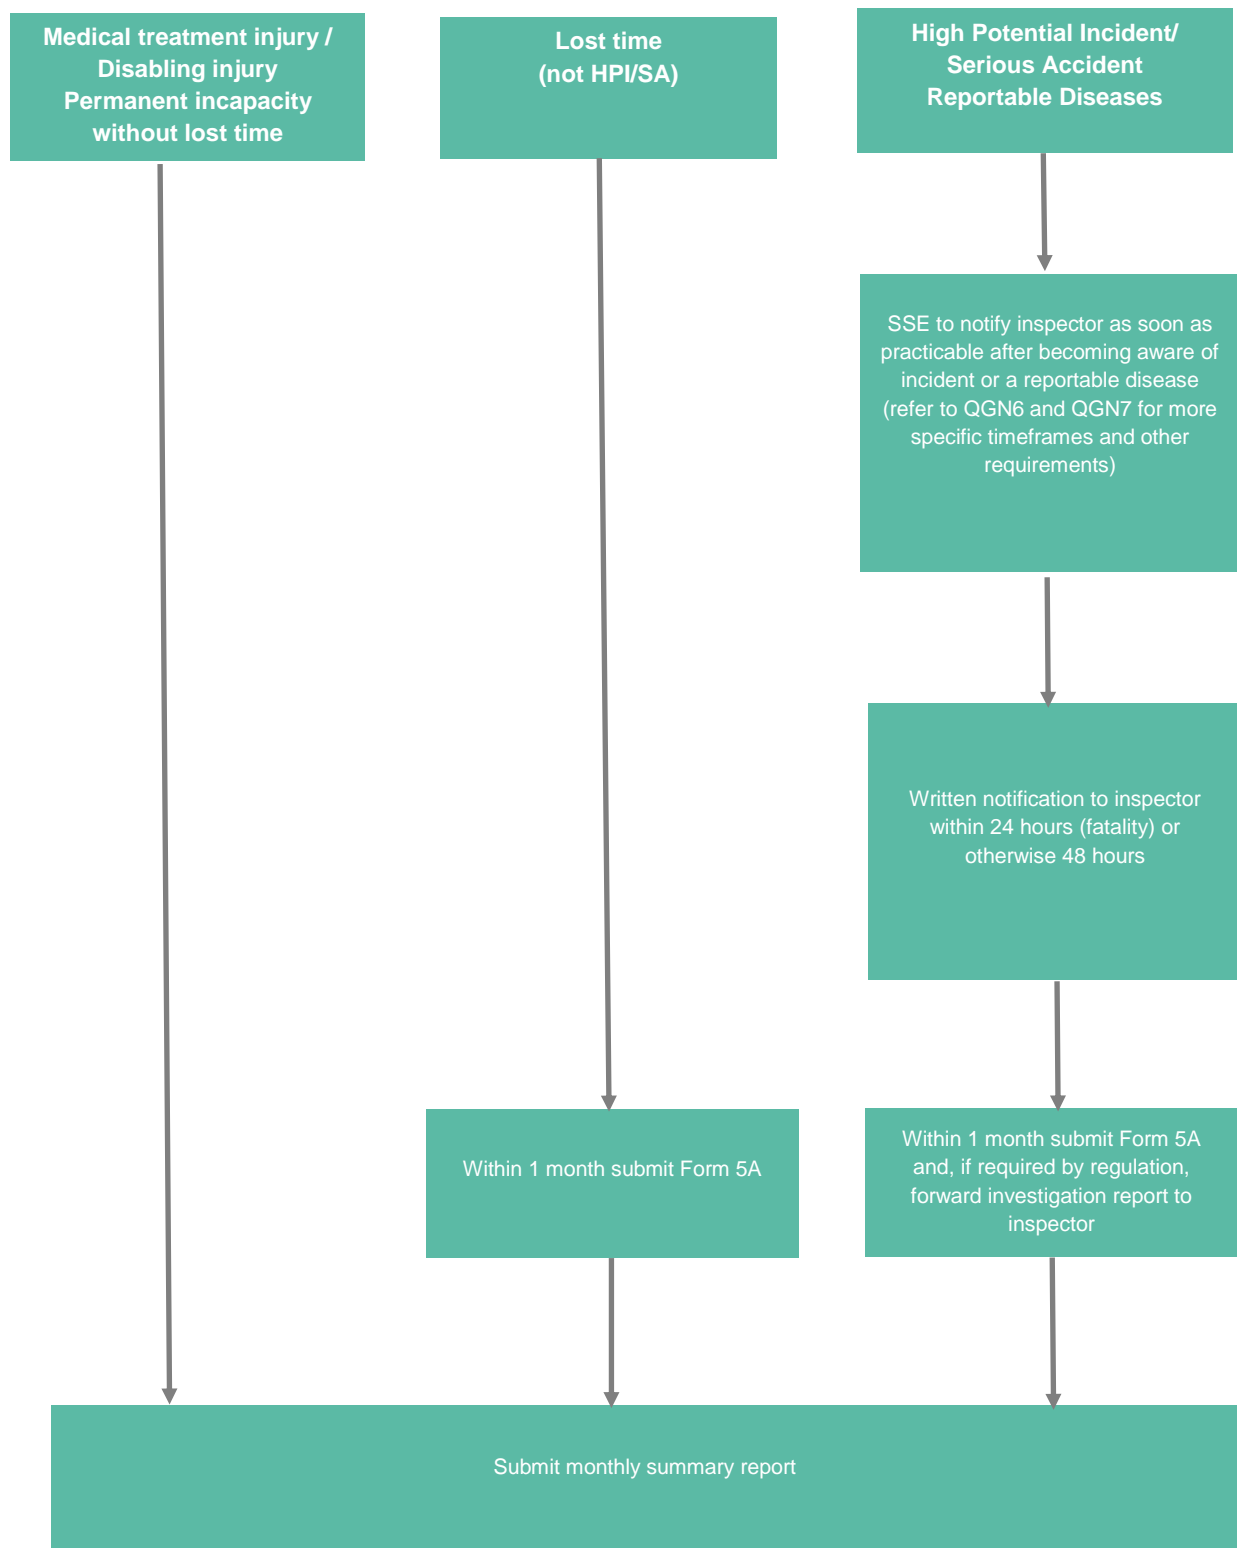 Medical treatment injury /
Disabling injury
Permanent incapacity
without lost time
Lost time
(not HPI/SA)
High Potential Incident/
Serious Accident
Reportable Diseases
SSE to notify inspector as soon as
practicable after becoming aware of
incident or a reportable disease
(refer to QGN6 and QGN7 for more
specific timeframes and other
requirements)
Written notification to inspector
within 24 hours (fatality) or
otherwise 48 hours
Within 1 month submit Form 5A
Within 1 month submit Form 5A
and, if required by regulation,
forward investigation report to
inspector
Submit monthly summary report